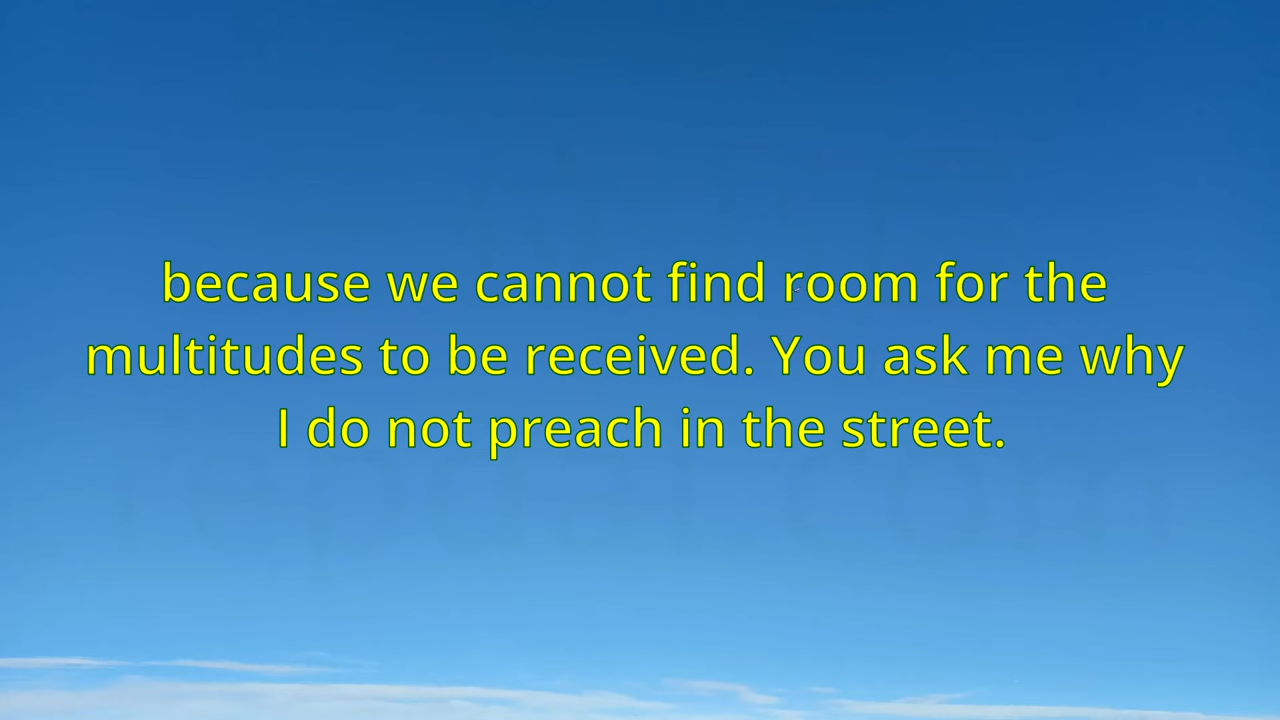 because we cannot find room for the
multitudes to be received. You ask me why
I do not preach in the street.